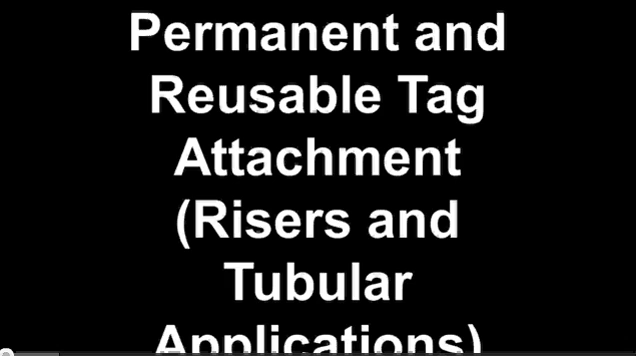 Permanent and
Reusable Tag
Attachment
(Risers and
Tubular
Applications)